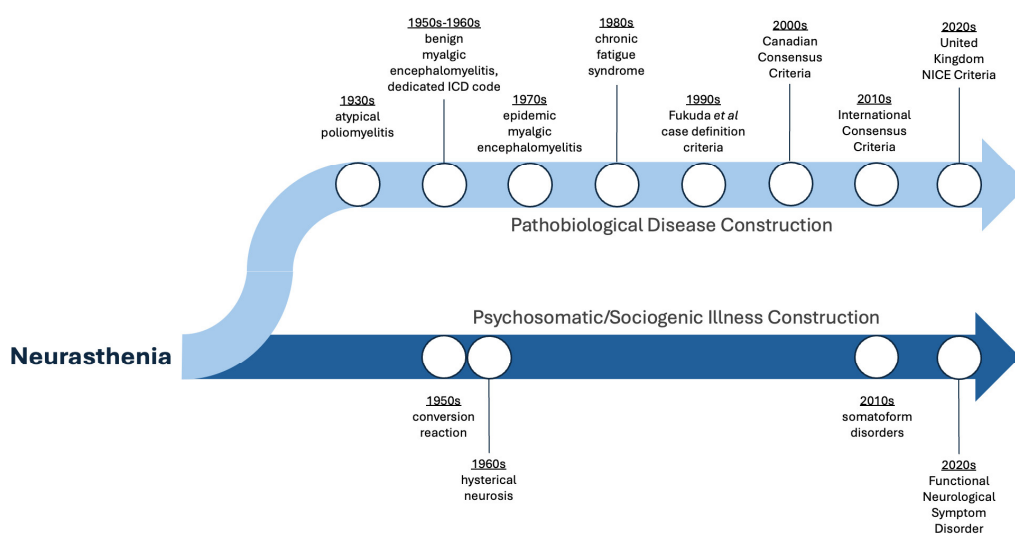 1930s
atypical
poliomyelitis
1950s-1960s
benign
myalgic
encephalomyelitis,
dedicated ICD code
1970s
epidemic
myalgic
encephalomyelitis
1980s
chronic
fatigue
syndrome
1990s
Fukuda et al
case definition
criteria
2000s
Canadian
Consensus
Criteria
2010s
International
Consensus
Criteria
2020s
United
Kingdom
NICE Criteria
Pathobiological Disease Construction
Psychosomatic/Sociogenic Illness Construction
Neurasthenia
1950s
conversion
reaction
1960s
hysterical
neurosis
2010s
somatoform
disorders
2020s
Functional
Neurological
Symptom
Disorder